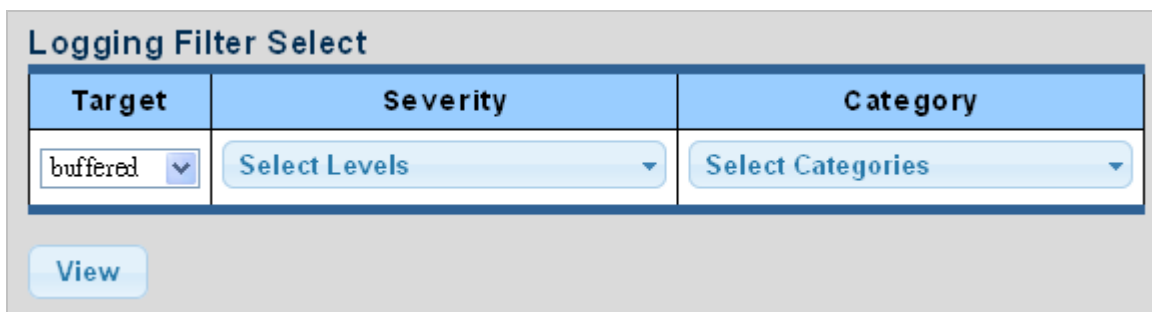 Logging Filter Select
Target Severity Category
buffered Select Levels Select Categories
View